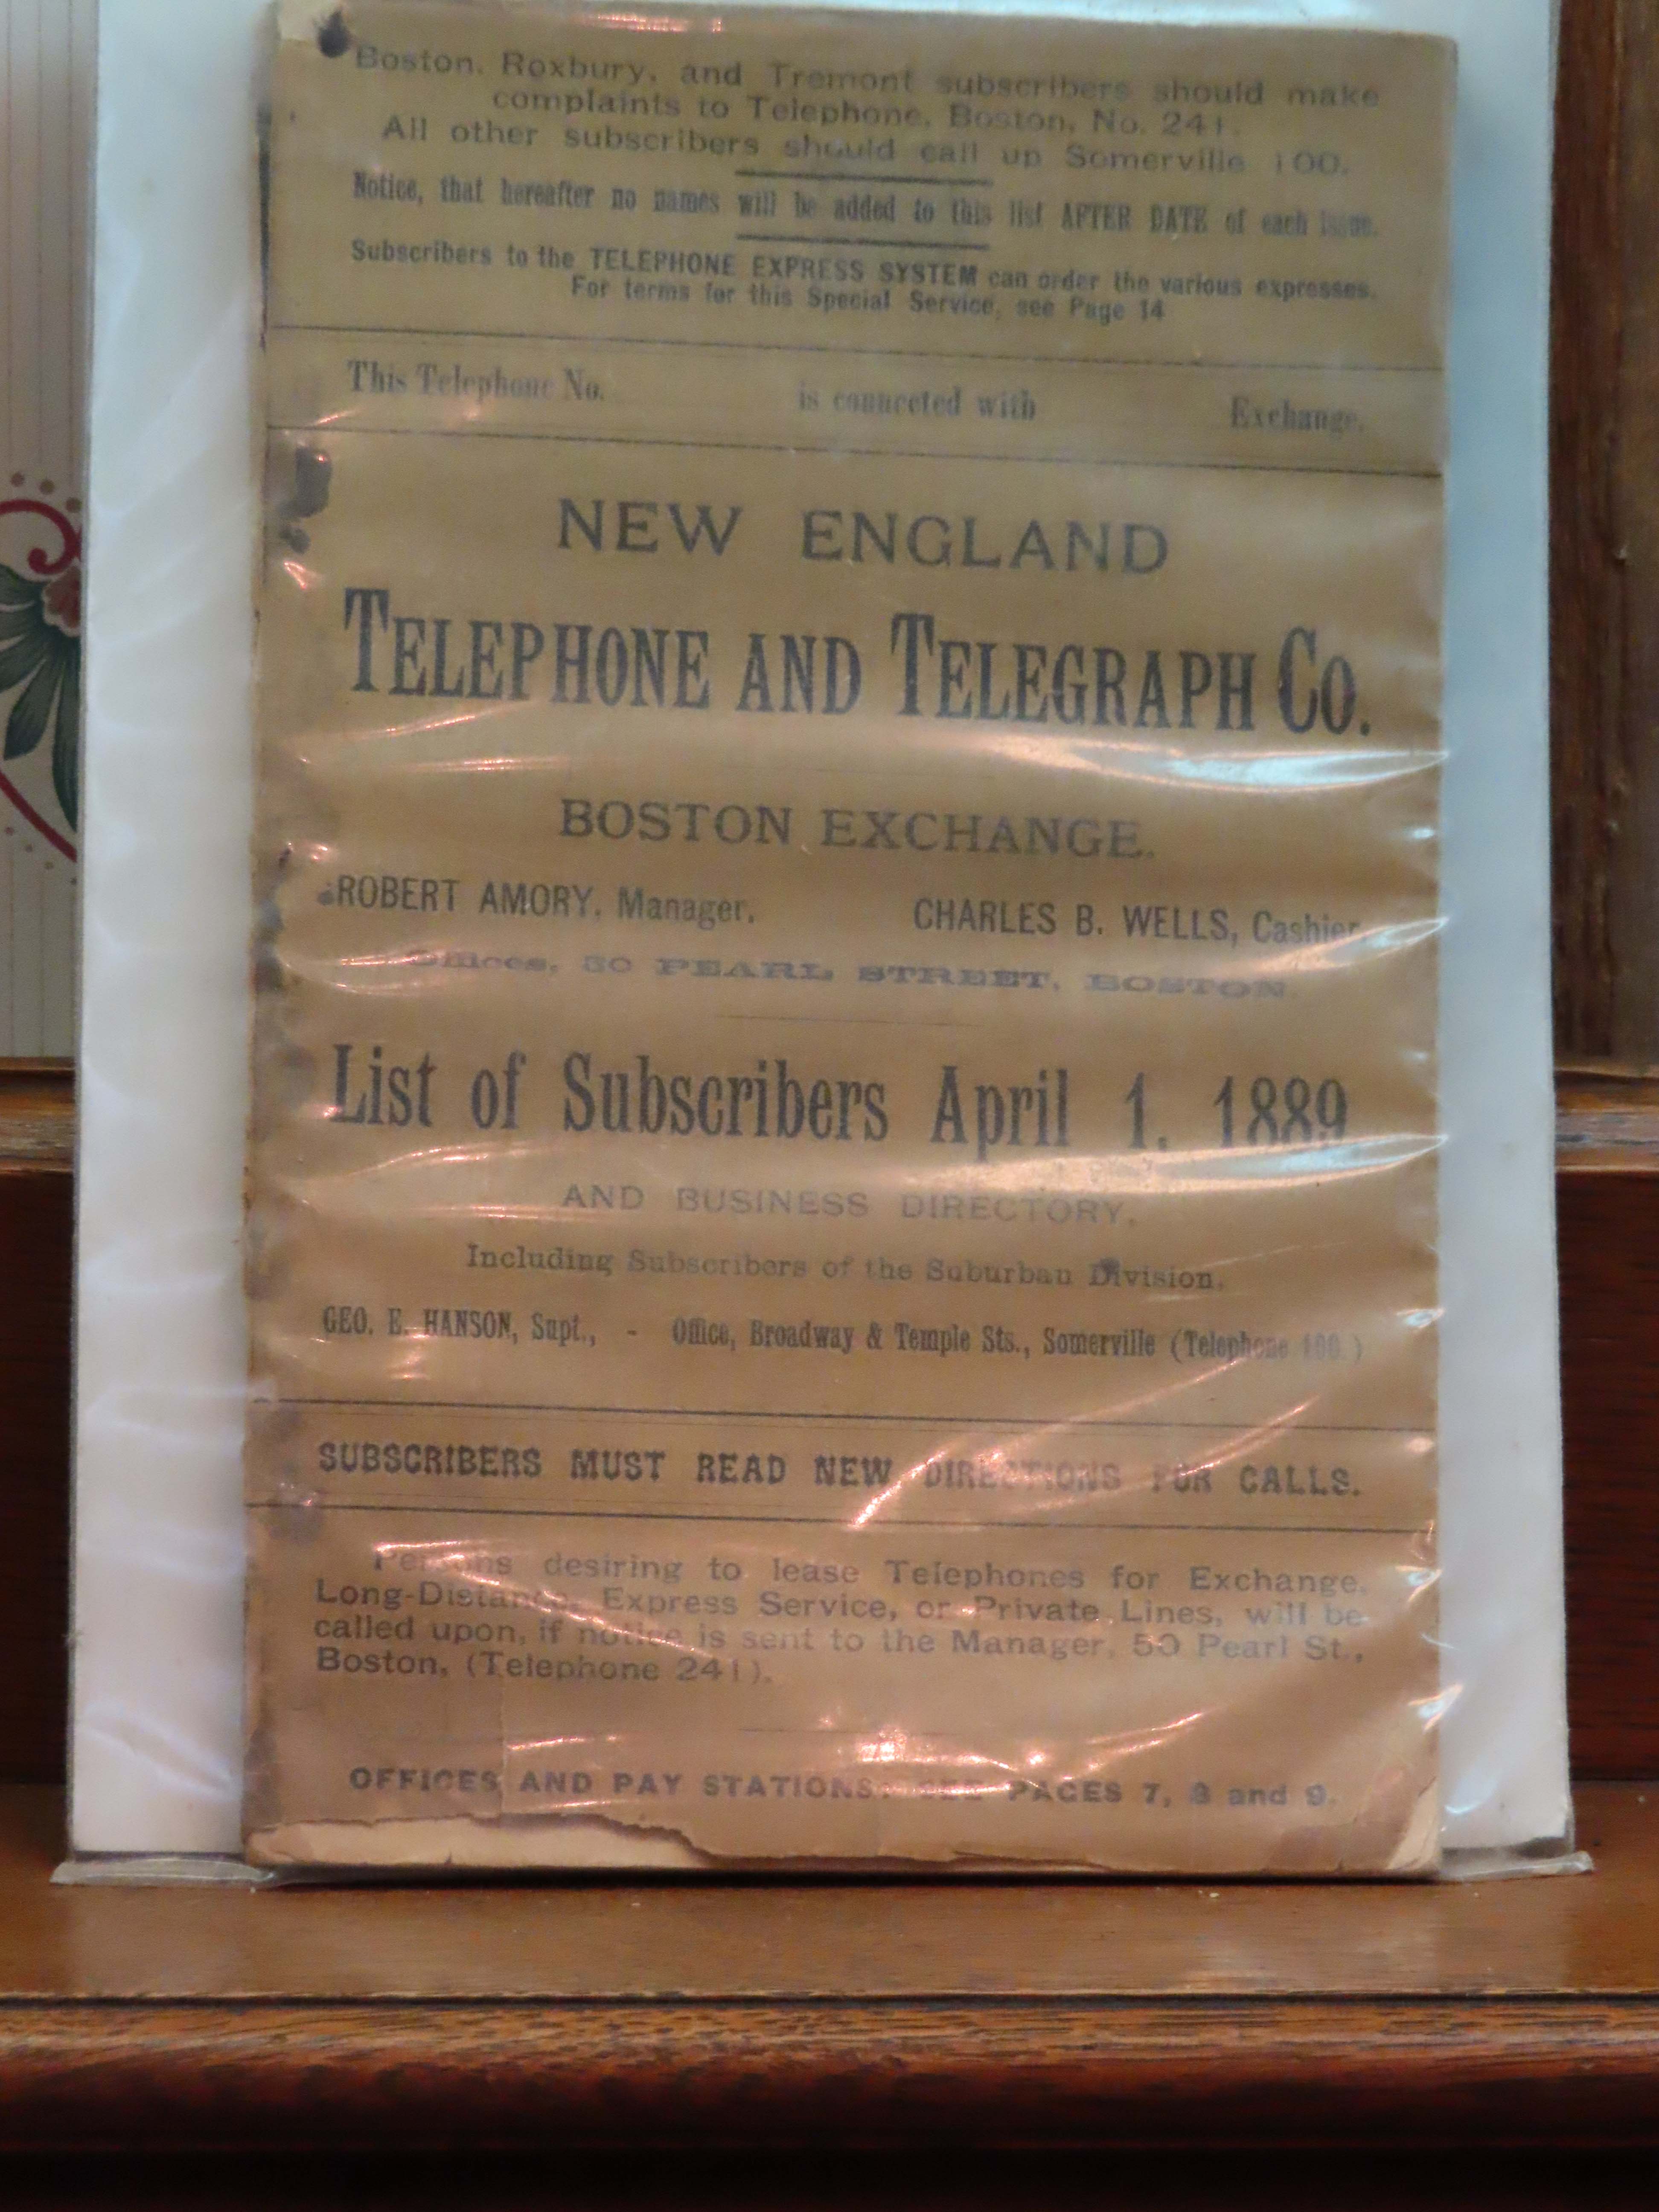 Boston, Roxbury, and Tremont subscribers should make
complaints to Telephone, Boston, No. 241.
All other subscribers should call up Somerville 100.
Notice, that hereafter no names will be added to this list AFTER DATE of each issue.
Subscribers to the TELEPHONE EXPRESS SYSTEM can order the various expresses.
For terms for this Special Service, see Page 14
This Telephone No. is connected with Exchange.
NEW ENGLAND
TELEPHONE AND TELEGRAPH CO.
BOSTON EXCHANGE.
ROBERT AMORY, Manager. CHARLES B. WELLS, Cashier.
Offices, 50 PEARL STREET, BOSTON
List of Subscribers April 1, 1889
AND BUSINESS DIRECTORY,
Including Subscribers of the Suburban Division.
GEO. E. HANSON, Supt., - Office, Broadway & Temple Sts., Somerville (Telephone 100.)
SUBSCRIBERS MUST READ NEW DIRECTIONS FOR CALLS.
Persons desiring to lease Telephones for Exchange,
Long-Distance, Express Service, or Private Lines, will be
called upon, if notice is sent to the Manager, 50 Pearl St.,
Boston, (Telephone 241).
OFFICES AND PAY STATIONS, SEE PAGES 7, 8 and 9.